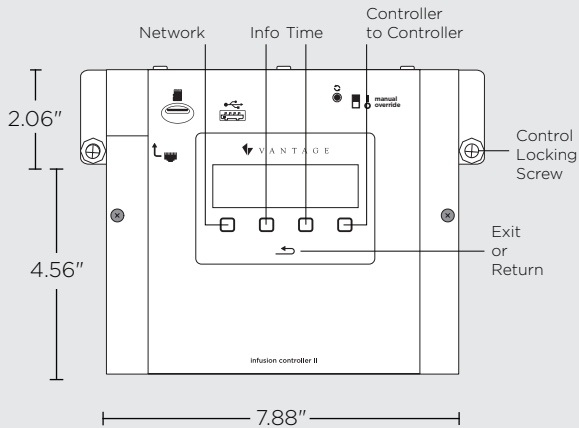 Controller
to Controller
Network
Info
Time
2.06"
manual
override
VANTAGE
Control
Locking
Screw
Exit
or
Return
4.56"
infusion controller II
7.88"